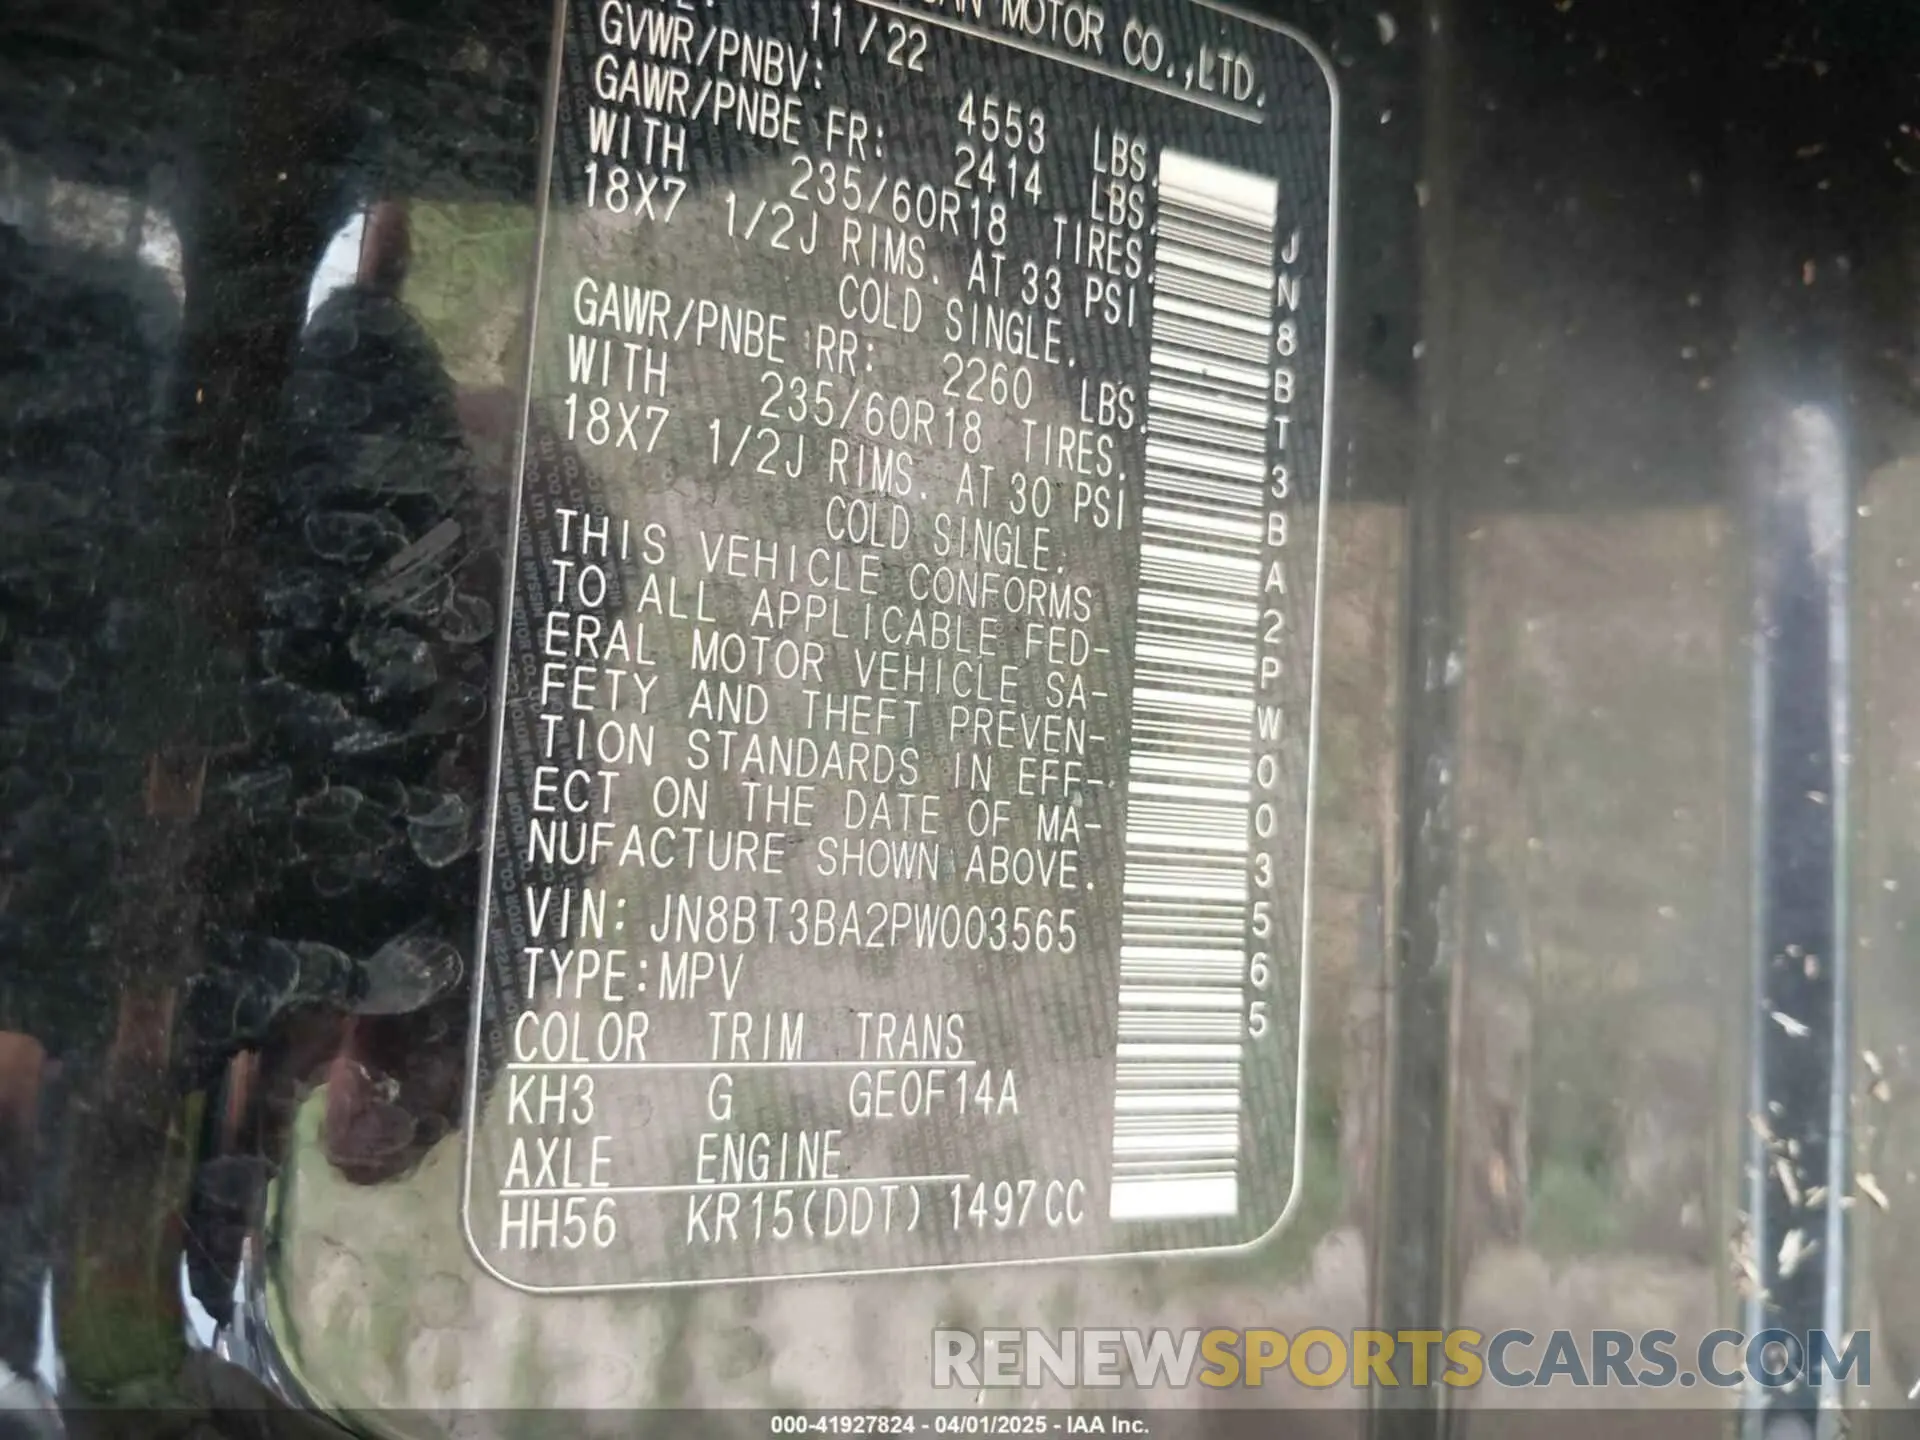 MOTOR CO.,LTD.
11/22
GVWR/PNBV: 4553 LBS.
GAWR/PNBE FR: 2414 LBS.
WITH 235/60R18 TIRES.
18X7 1/2J RIMS. AT 33 PSI
COLD SINGLE.
GAWR/PNBE RR: 2260 LBS.
WITH 235/60R18 TIRES.
18X7 1/2J RIMS. AT 30 PSI
COLD SINGLE.
THIS VEHICLE CONFORMS
TO ALL APPLICABLE FED-
ERAL MOTOR VEHICLE SA-
FETY AND THEFT PREVEN-
TION STANDARDS IN EFF-
ECT ON THE DATE OF MA-
NUFACTURE SHOWN ABOVE.
VIN: JN8BT3BA2PW003565
TYPE:MPV
COLOR TRIM TRANS
KH3 G GE0F14A
AXLE ENGINE
HH56 KR15(DDT) 1497CC
JN8BT3BA2PW003565
RENEWSPORTSCARS.COM
000-41927824 - 04/01/2025 - IAA Inc.